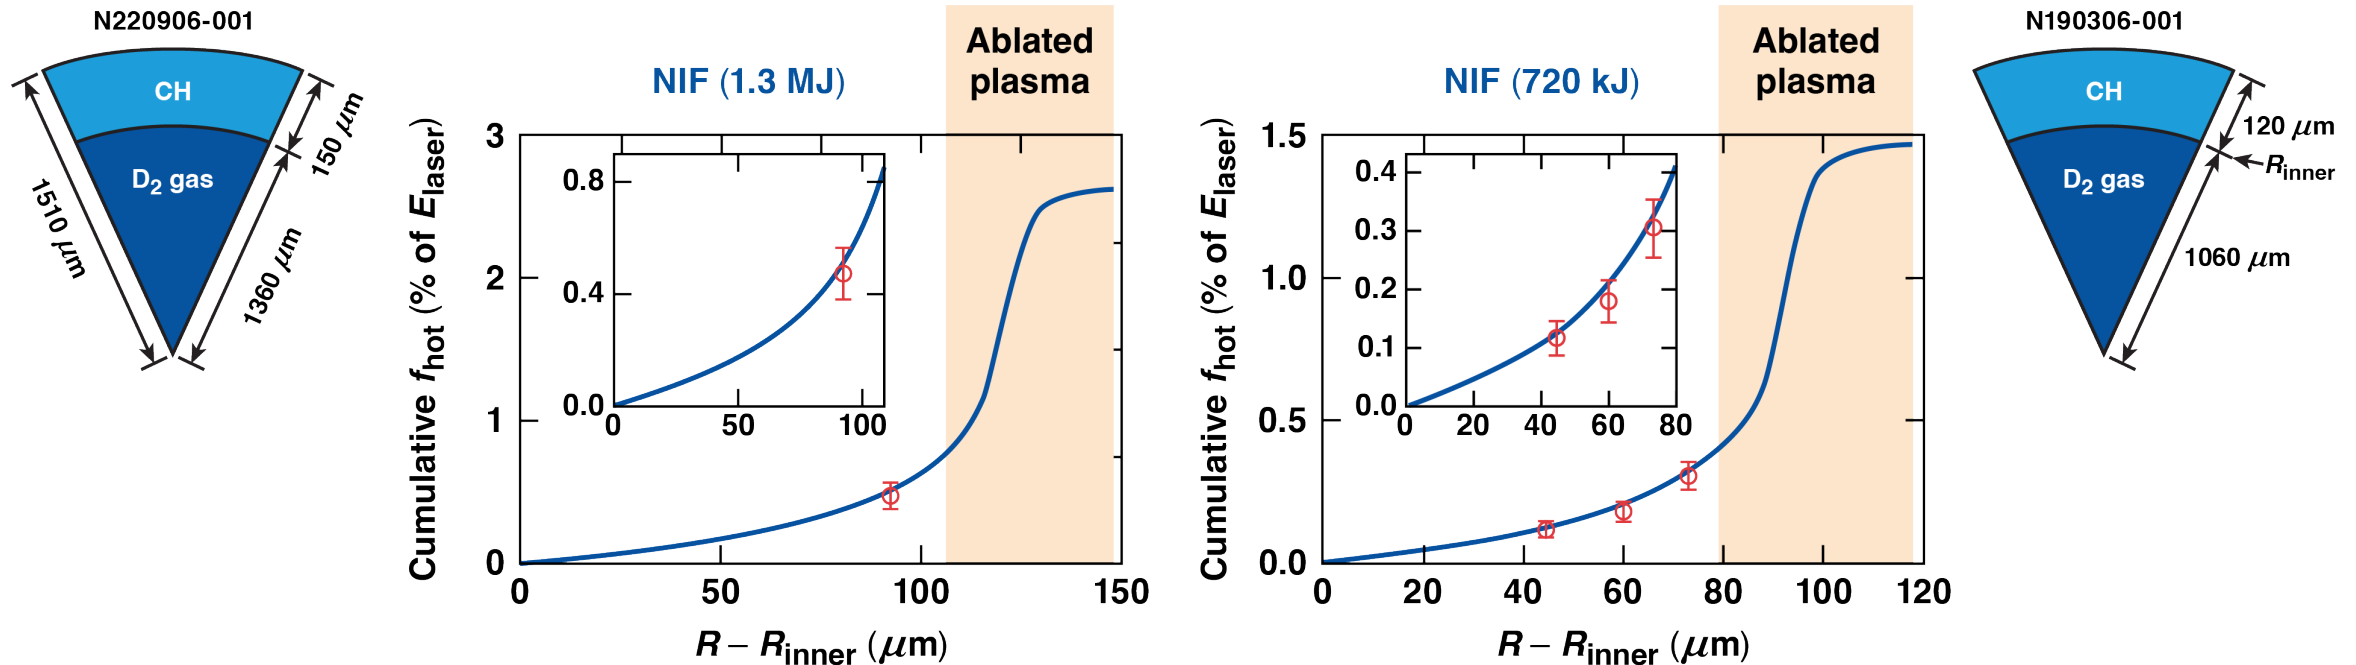 N220906-001
CH
D2 gas
1510 μm
150 μm
1360 μm
NIF (1.3 MJ)
Ablated
plasma
Cumulative fhot (% of Elaser)
3
2
1
0
0.8
0.4
0.0
0 50 100
0 50 100 150
R – Rinner (μm)
NIF (720 kJ)
Ablated
plasma
Cumulative fhot (% of Elaser)
1.5
1.0
0.5
0.0
0.4
0.3
0.2
0.1
0.0
0 20 40 60 80
0 20 40 60 80 100 120
R – Rinner (μm)
N190306-001
CH
D2 gas
120 μm
Rinner
1060 μm